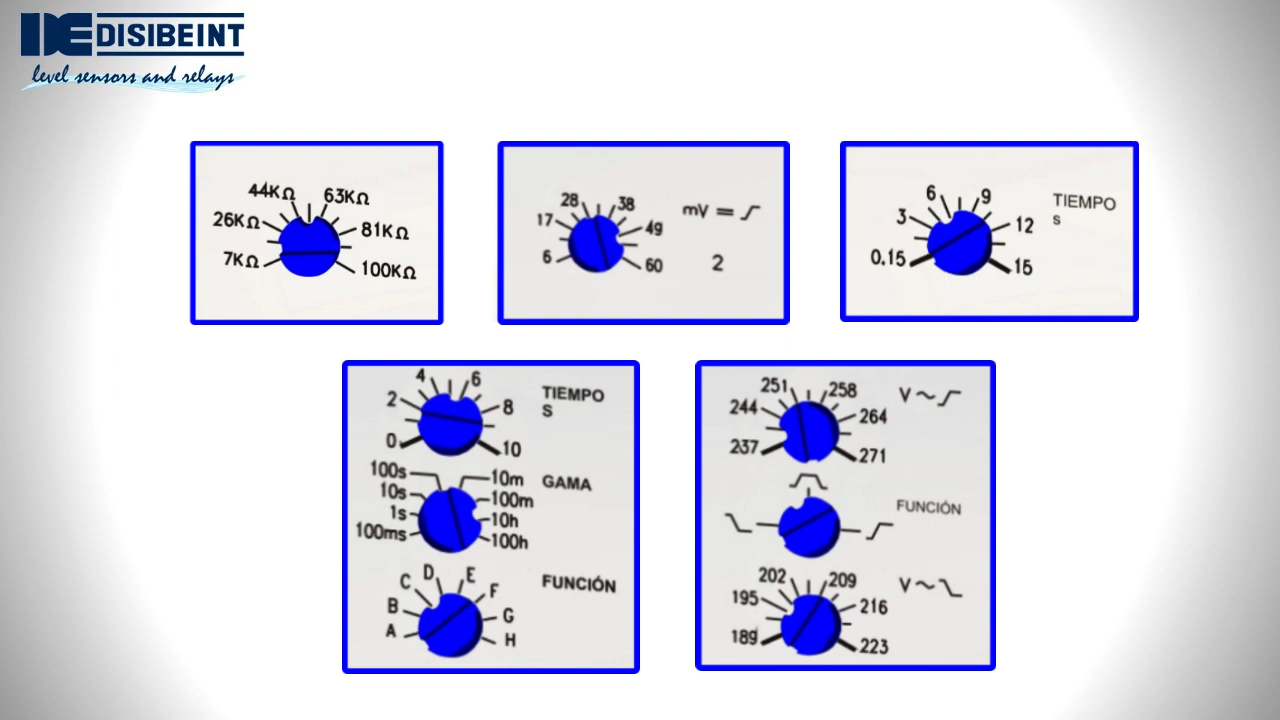 DISIBEINT
level sensors and relays
44KΩ 63KΩ
26KΩ 81KΩ
7KΩ 100KΩ
28 38
17 49
6 60
mV = 
2
6 9
3 12
0.15 15
TIEMPO
s
4 6
2 8
0 10
TIEMPO
S
100s 10m
10s 100m
1s 10h
100ms 100h
GAMA
D E
C F
B G
A H
FUNCIÓN
251 258
244 264
237 271
V ~
FUNCIÓN
202 209
195 216
189 223
V ~